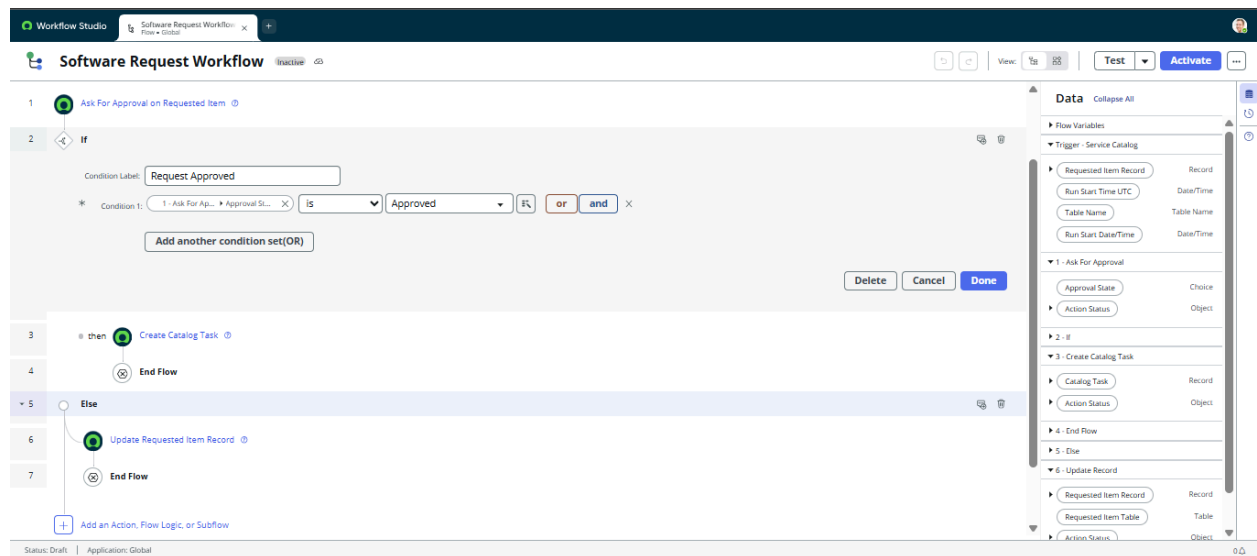 Workflow Studio
Software Request Workflow
Flow • Global
Software Request Workflow Inactive
View:
Test
Activate
1 Ask For Approval on Requested Item
2 If
Condition Label: Request Approved
* Condition 1: 1 - Ask For Ap... Approval St... is Approved or and
Add another condition set(OR)
Delete Cancel Done
3 then Create Catalog Task
4 End Flow
5 Else
6 Update Requested Item Record
7 End Flow
Add an Action, Flow Logic, or Subflow
Data Collapse All
Flow Variables
Trigger - Service Catalog
Requested Item Record Record
Run Start Time UTC Date/Time
Table Name Table Name
Run Start Date/Time Date/Time
1 - Ask For Approval
Approval State Choice
Action Status Object
2 - If
3 - Create Catalog Task
Catalog Task Record
Action Status Object
4 - End Flow
5 - Else
6 - Update Record
Requested Item Record Record
Requested Item Table Table
Action Status Object
Status: Draft | Application: Global
0